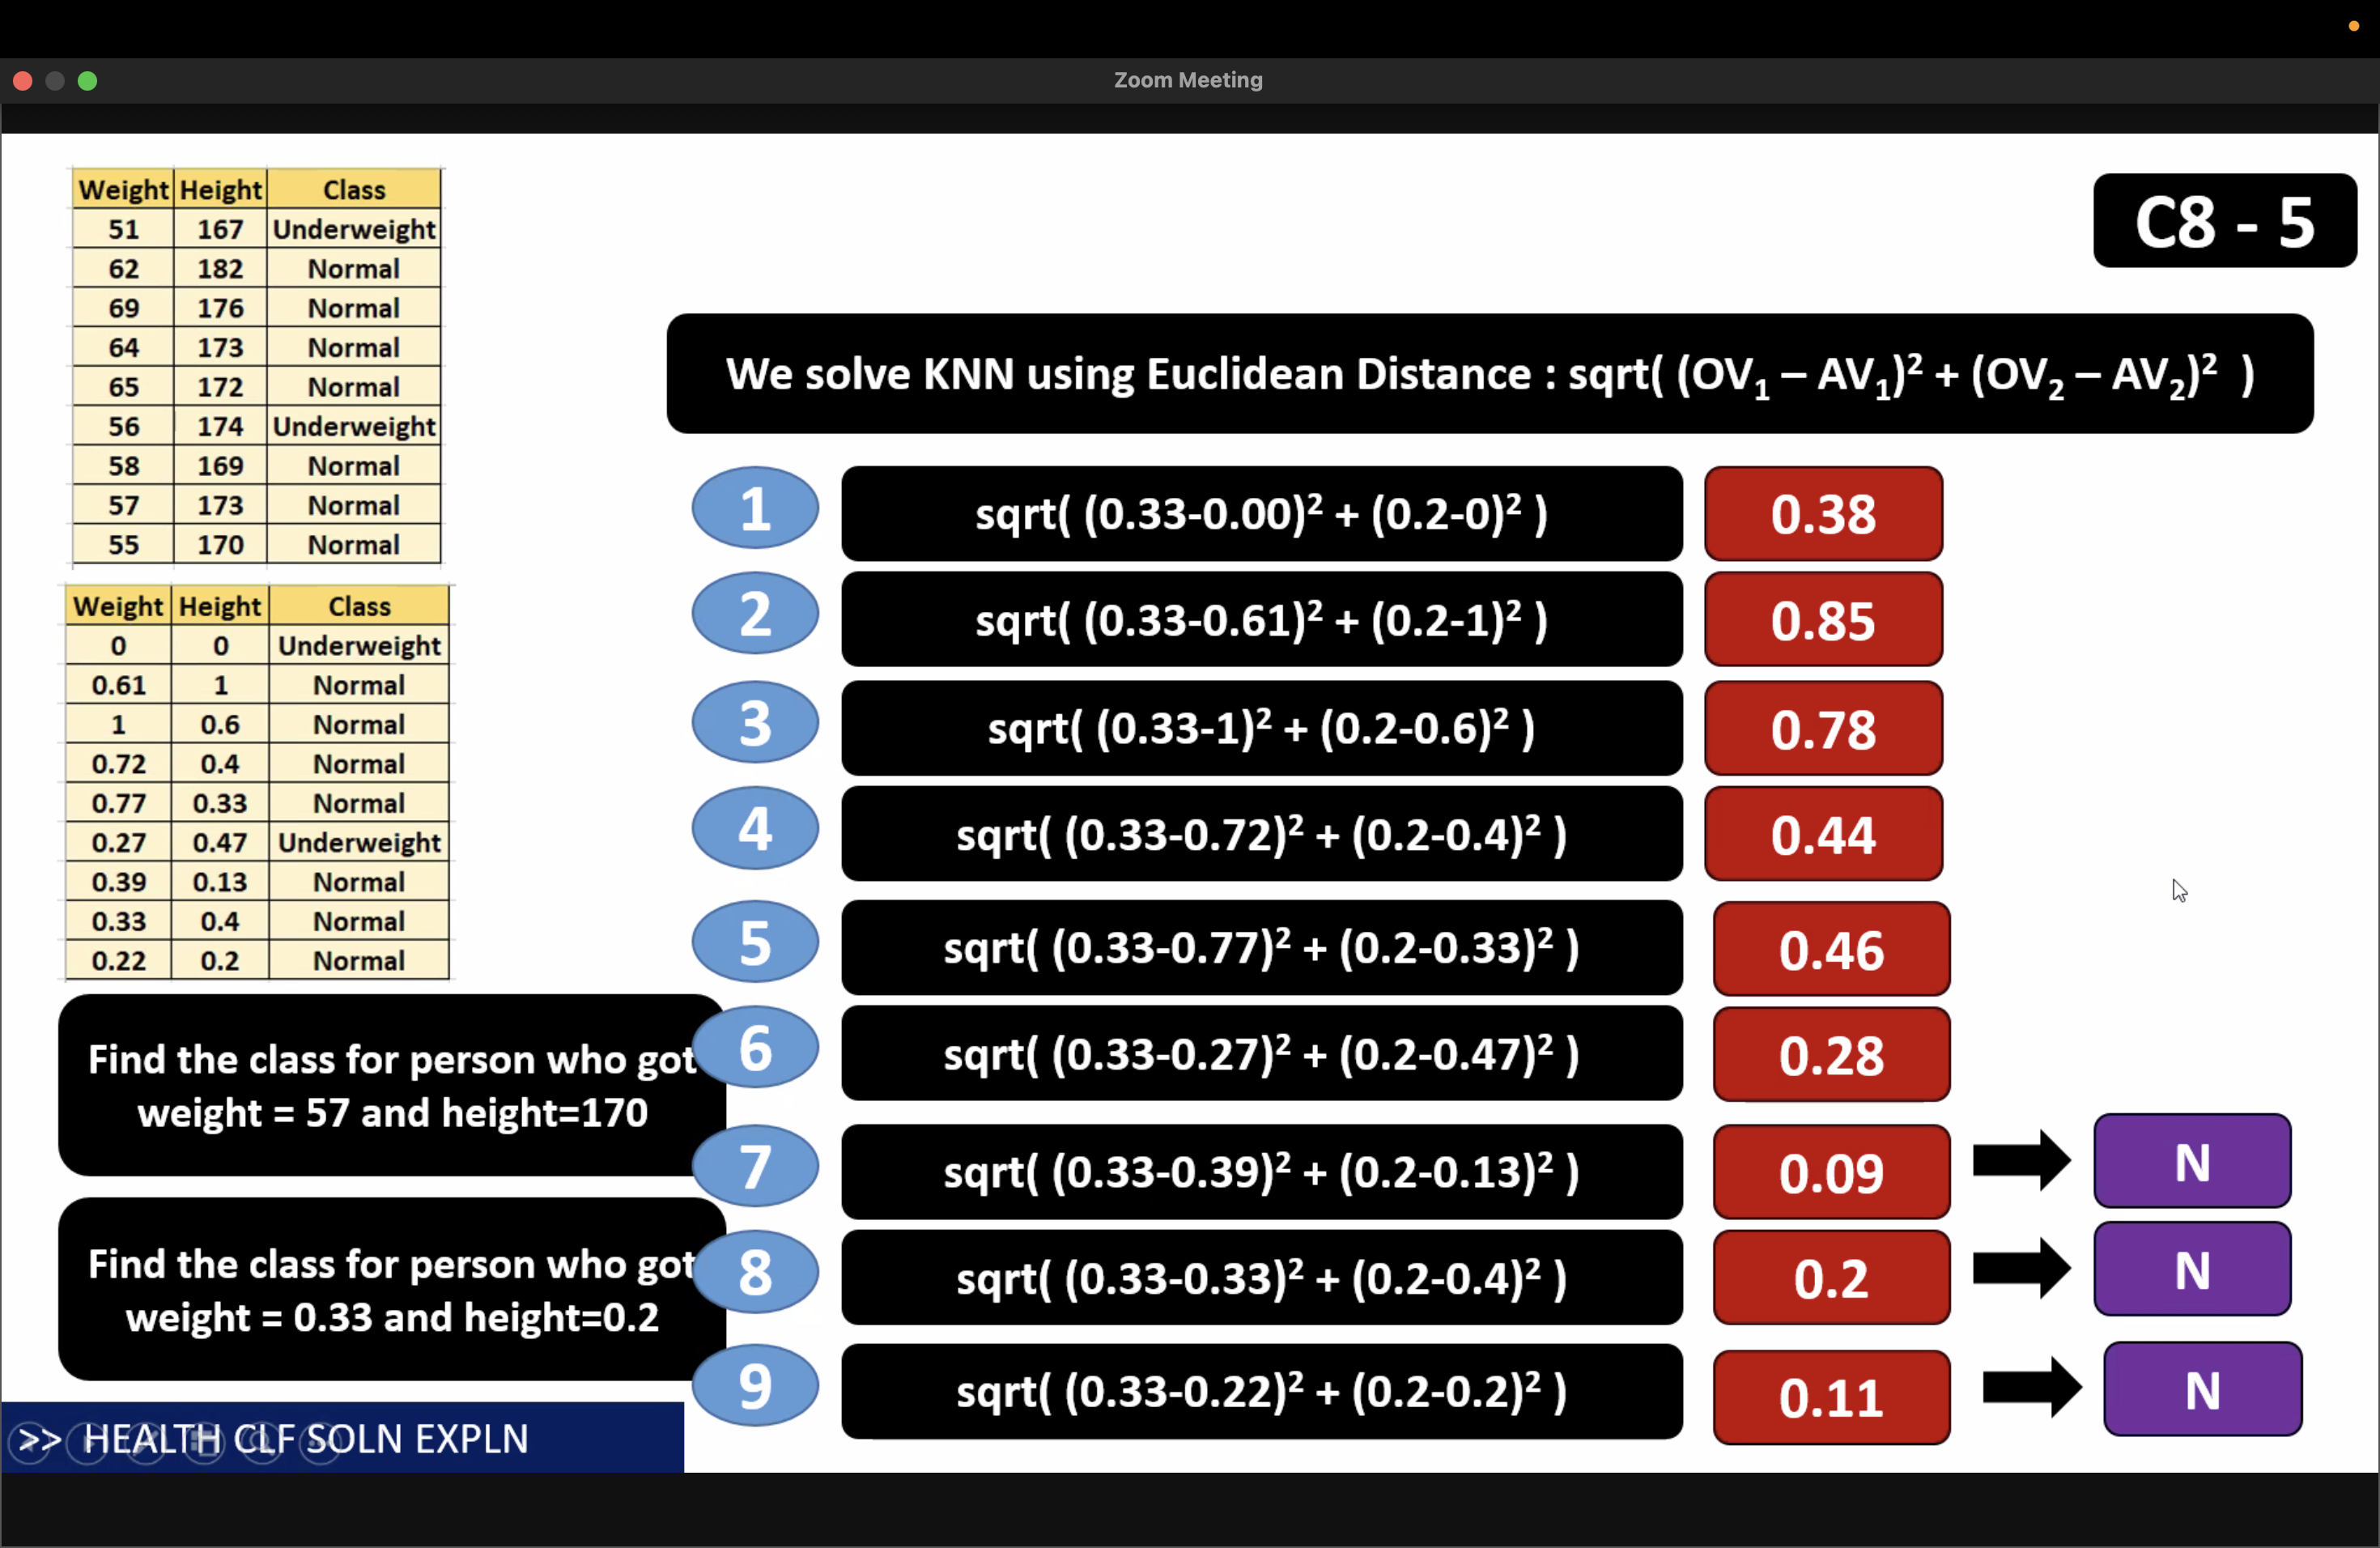 Zoom Meeting
C8 - 5
Weight Height Class
51 167 Underweight
62 182 Normal
69 176 Normal
64 173 Normal
65 172 Normal
56 174 Underweight
58 169 Normal
57 173 Normal
55 170 Normal
Weight Height Class
0 0 Underweight
0.61 1 Normal
1 0.6 Normal
0.72 0.4 Normal
0.77 0.33 Normal
0.27 0.47 Underweight
0.39 0.13 Normal
0.33 0.4 Normal
0.22 0.2 Normal
Find the class for person who got
weight = 57 and height=170
Find the class for person who got
weight = 0.33 and height=0.2
>> HEALTH CLF SOLN EXPLN
We solve KNN using Euclidean Distance : sqrt( (OV₁ – AV₁)² + (OV₂ – AV₂)² )
1 sqrt( (0.33-0.00)² + (0.2-0)² ) 0.38
2 sqrt( (0.33-0.61)² + (0.2-1)² ) 0.85
3 sqrt( (0.33-1)² + (0.2-0.6)² ) 0.78
4 sqrt( (0.33-0.72)² + (0.2-0.4)² ) 0.44
5 sqrt( (0.33-0.77)² + (0.2-0.33)² ) 0.46
6 sqrt( (0.33-0.27)² + (0.2-0.47)² ) 0.28
7 sqrt( (0.33-0.39)² + (0.2-0.13)² ) 0.09 N
8 sqrt( (0.33-0.33)² + (0.2-0.4)² ) 0.2 N
9 sqrt( (0.33-0.22)² + (0.2-0.2)² ) 0.11 N